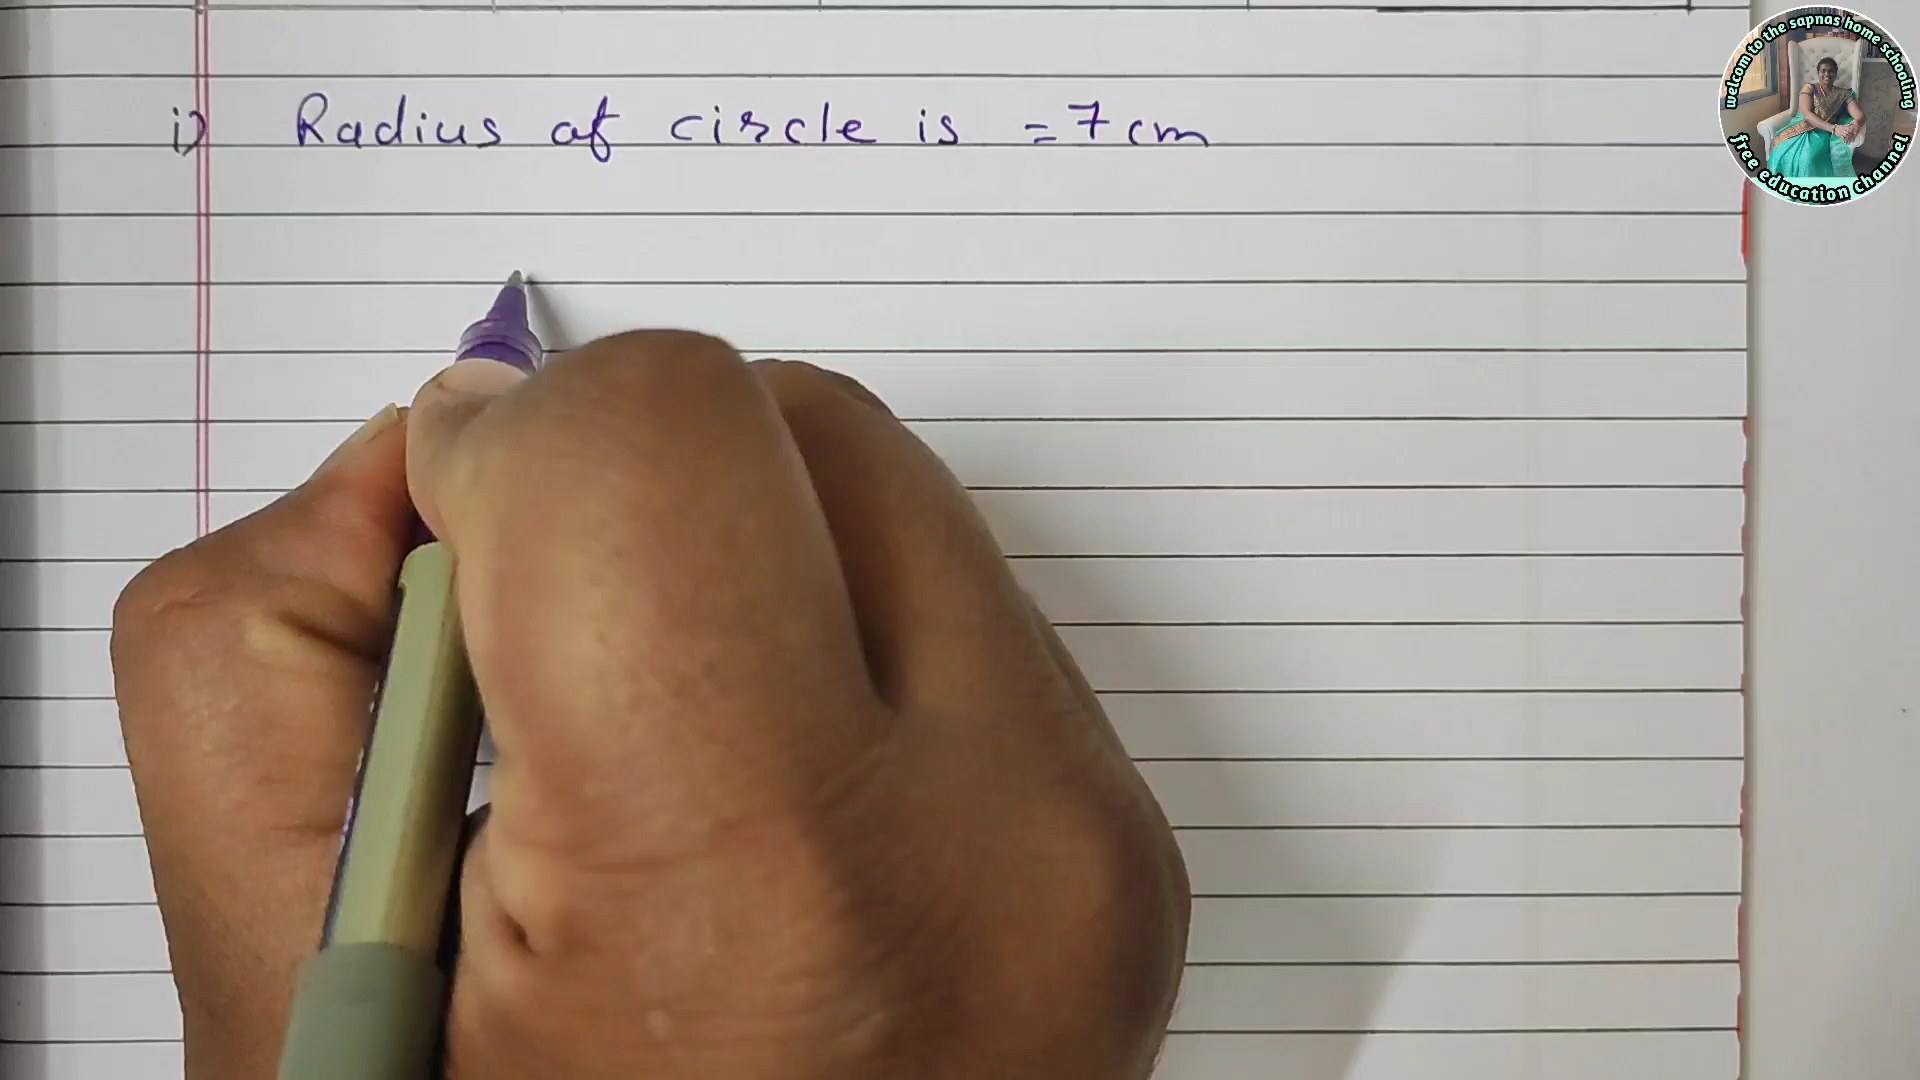 i) Radius of circle is = 7 cm
welcom to the sapnas home schooling
free education channel